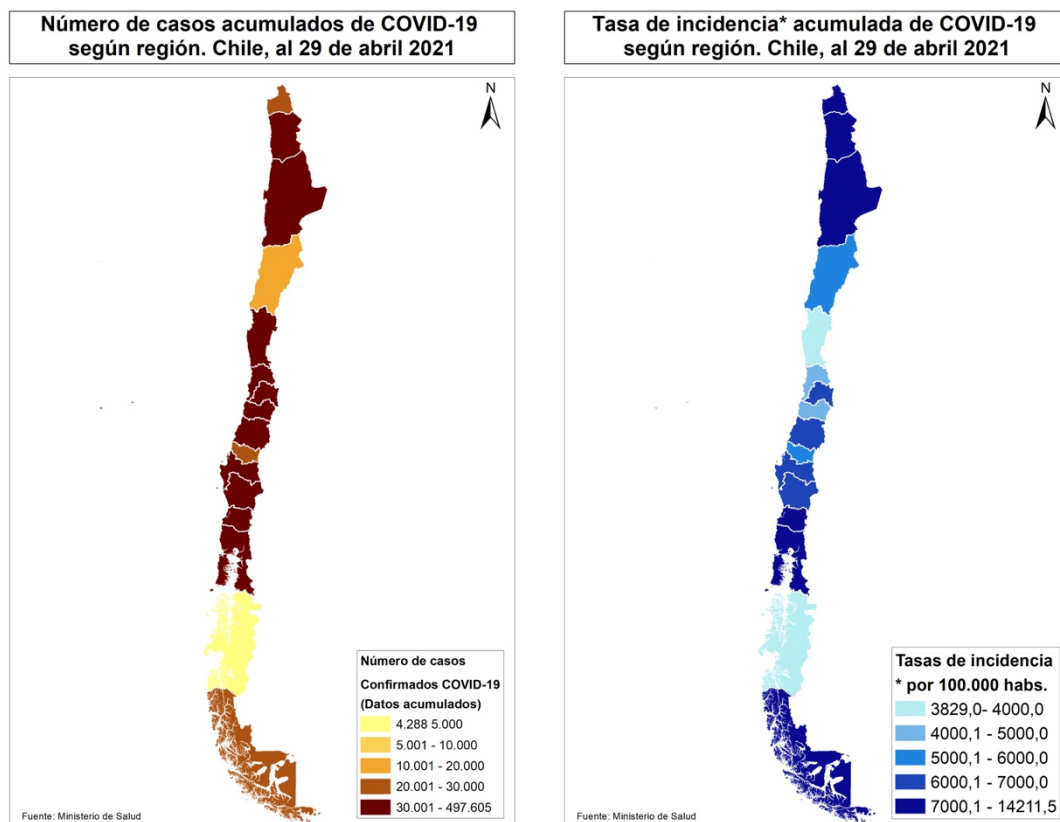 Número de casos acumulados de COVID-19
según región. Chile, al 29 de abril 2021
N
Número de casos
Confirmados COVID-19
(Datos acumulados)
4.288 5.000
5.001 - 10.000
10.001 - 20.000
20.001 - 30.000
30.001 - 497.605
Fuente: Ministerio de Salud
Tasa de incidencia* acumulada de COVID-19
según región. Chile, al 29 de abril 2021
N
Tasas de incidencia
* por 100.000 habs.
3829,0- 4000,0
4000,1 - 5000,0
5000,1 - 6000,0
6000,1 - 7000,0
7000,1 - 14211,5
Fuente: Ministerio de Salud